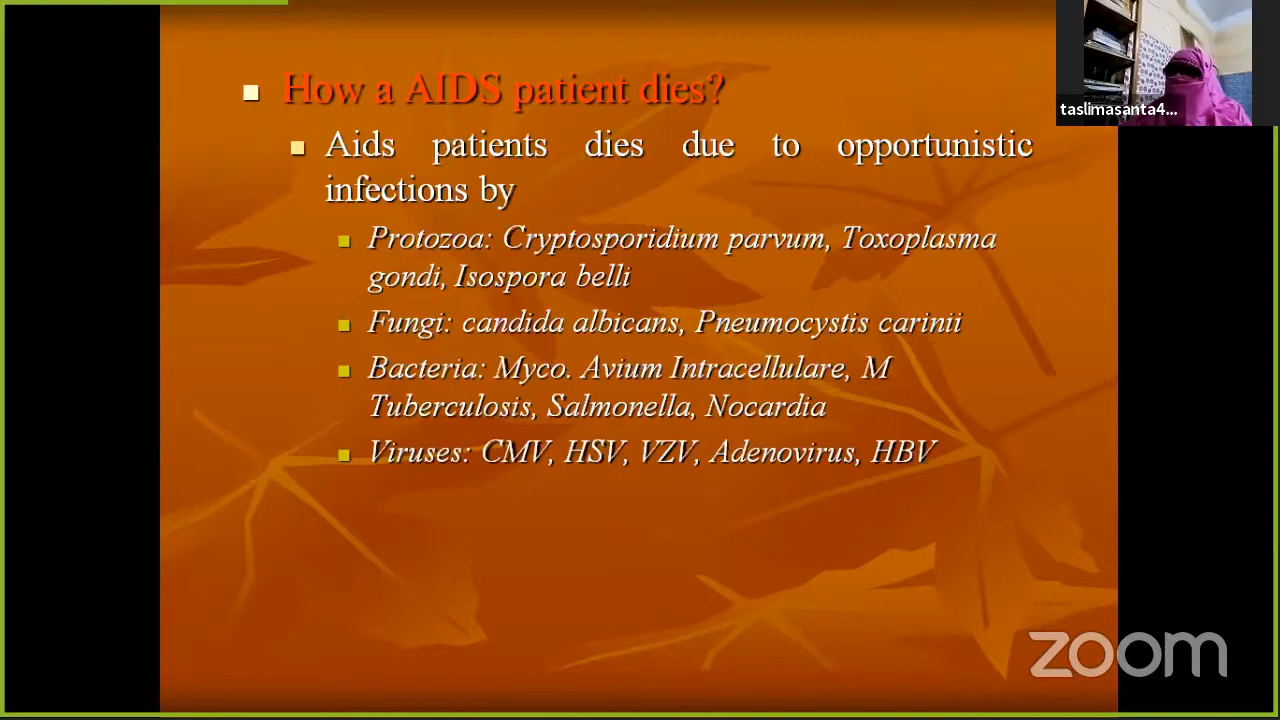 How a AIDS patient dies?
Aids patients dies due to opportunistic
infections by
Protozoa: Cryptosporidium parvum, Toxoplasma
gondi, Isospora belli
Fungi: candida albicans, Pneumocystis carinii
Bacteria: Myco. Avium Intracellulare, M
Tuberculosis, Salmonella, Nocardia
Viruses: CMV, HSV, VZV, Adenovirus, HBV
taslimasanta4...
zoom